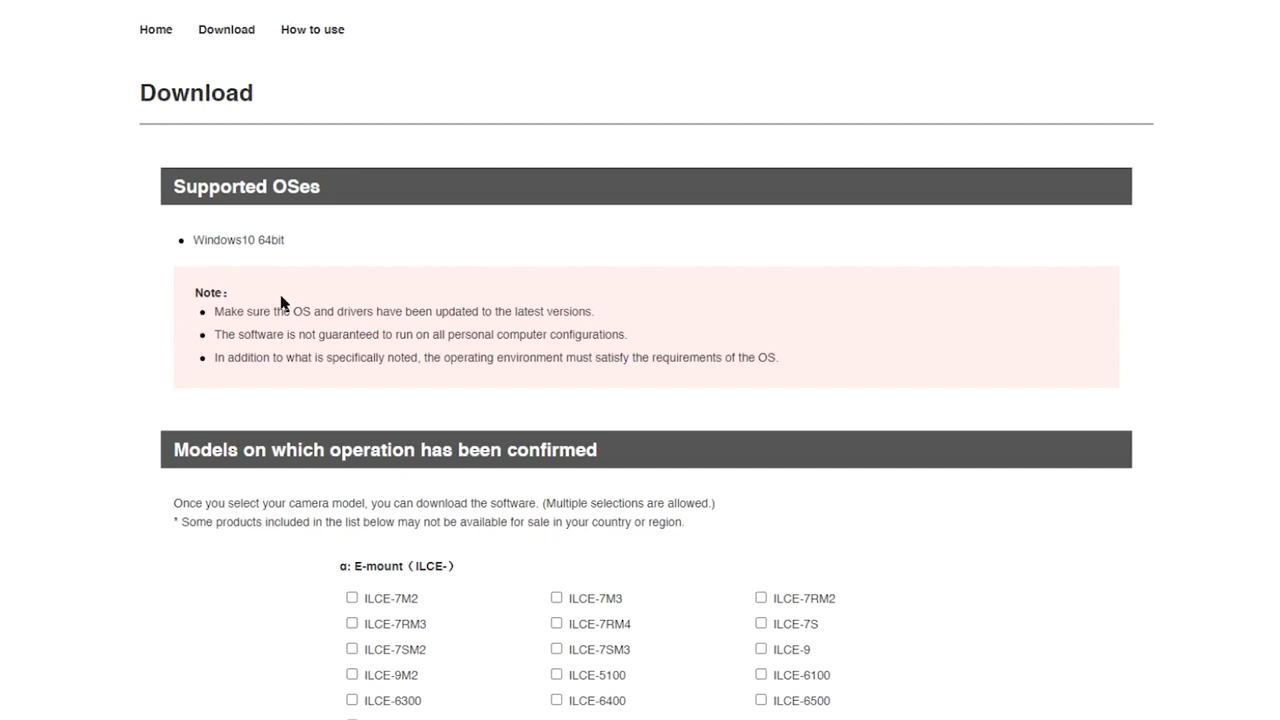 Home Download How to use
Download
Supported OSes
Windows10 64bit
Note:
Make sure the OS and drivers have been updated to the latest versions.
The software is not guaranteed to run on all personal computer configurations.
In addition to what is specifically noted, the operating environment must satisfy the requirements of the OS.
Models on which operation has been confirmed
Once you select your camera model, you can download the software. (Multiple selections are allowed.)
* Some products included in the list below may not be available for sale in your country or region.
α: E-mount（ILCE-）
ILCE-7M2 ILCE-7M3 ILCE-7RM2
ILCE-7RM3 ILCE-7RM4 ILCE-7S
ILCE-7SM2 ILCE-7SM3 ILCE-9
ILCE-9M2 ILCE-5100 ILCE-6100
ILCE-6300 ILCE-6400 ILCE-6500